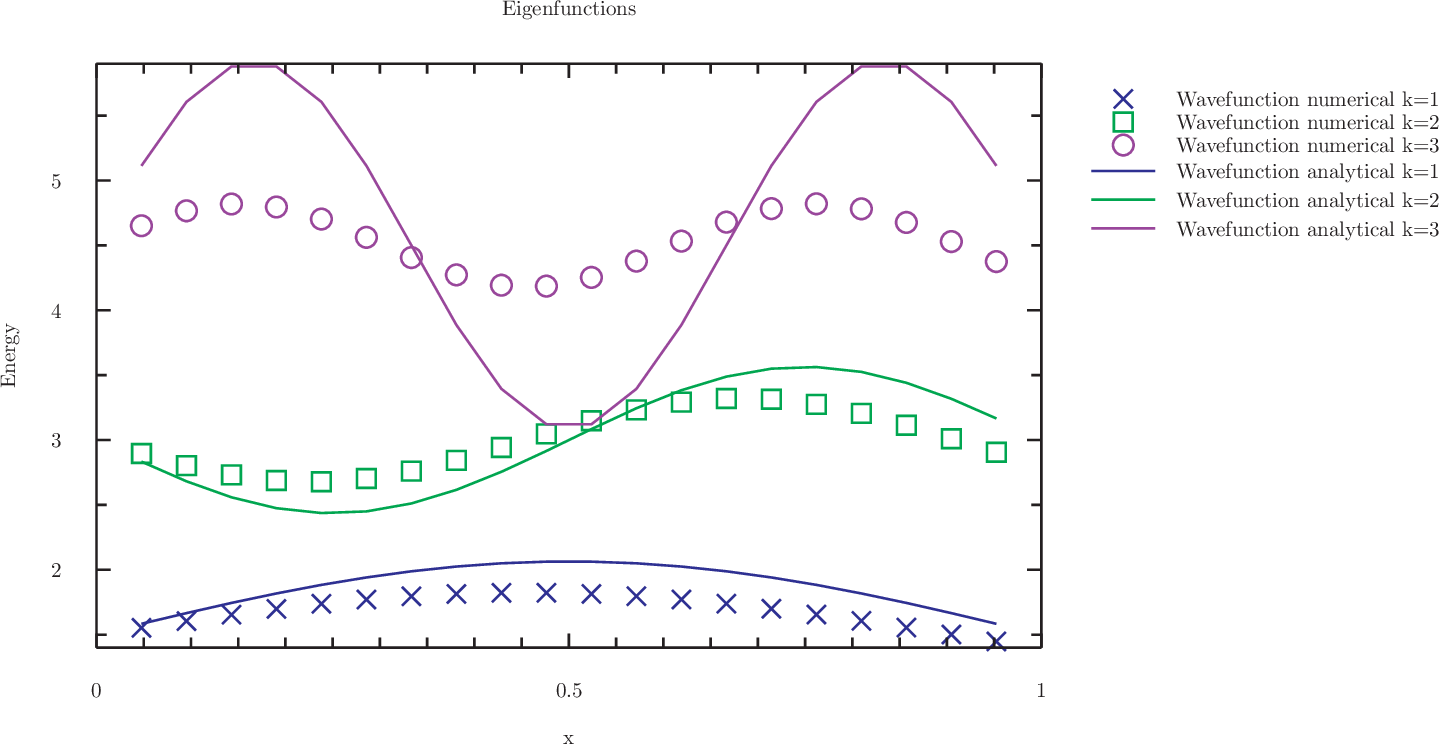 Eigenfunctions
Wavefunction numerical k=1
Wavefunction numerical k=2
Wavefunction numerical k=3
Wavefunction analytical k=1
Wavefunction analytical k=2
Wavefunction analytical k=3
5
4
3
2
Energy
0
0.5
1
x